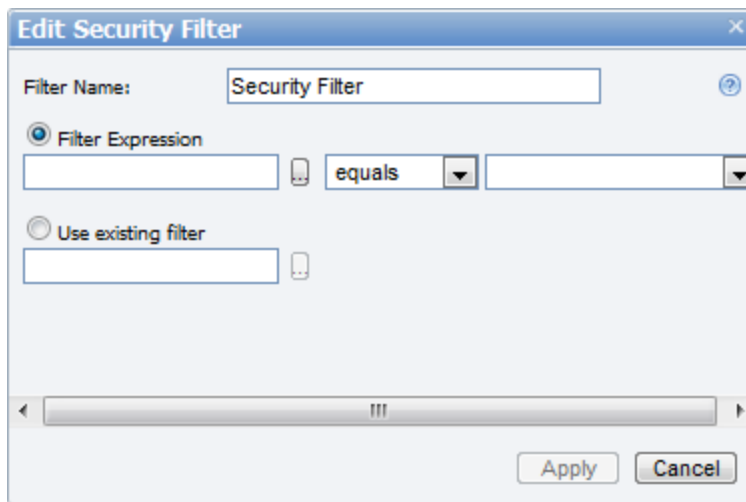 Edit Security Filter
Filter Name: Security Filter
Filter Expression
... equals
Use existing filter
...
Apply Cancel